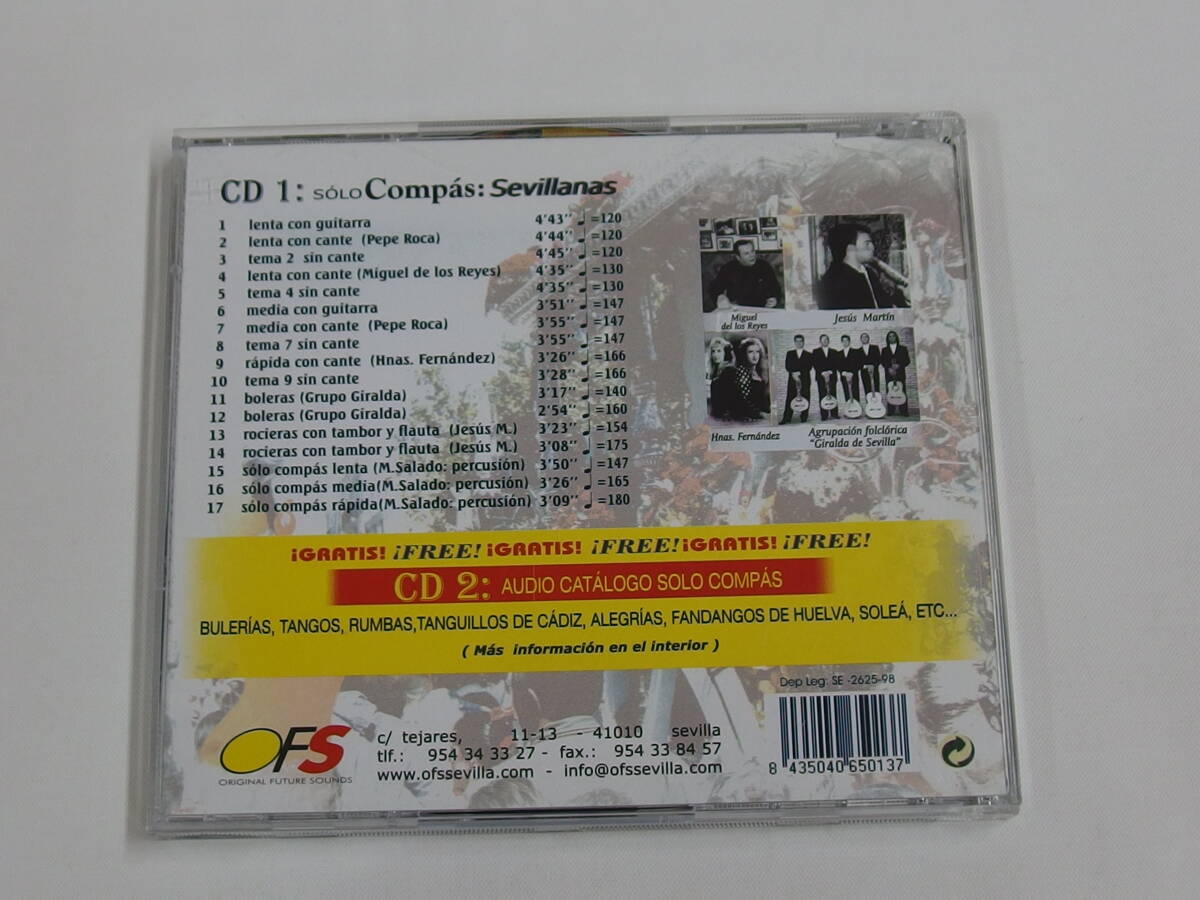 CD 1: SÓLO Compás: Sevillanas
1 lenta con guitarra 4'43'' ♩=120
2 lenta con cante (Pepe Roca) 4'44'' ♩=120
3 tema 2 sin cante 4'45'' ♩=120
4 lenta con cante (Miguel de los Reyes) 4'35'' ♩=130
5 tema 4 sin cante 4'35'' ♩=130
6 media con guitarra 3'51'' ♩=147
7 media con cante (Pepe Roca) 3'55'' ♩=147
8 tema 7 sin cante 3'55'' ♩=147
9 rápida con cante (Hnas. Fernández) 3'26'' ♩=166
10 tema 9 sin cante 3'28'' ♩=166
11 boleras (Grupo Giralda) 3'17'' ♩=140
12 boleras (Grupo Giralda) 2'54'' ♩=160
13 rocieras con tambor y flauta (Jesús M.) 3'23'' ♩=154
14 rocieras con tambor y flauta (Jesús M.) 3'08'' ♩=175
15 sólo compás lenta (M.Salado: percusión) 3'50'' ♩=147
16 sólo compás media(M.Salado: percusión) 3'26'' ♩=165
17 sólo compás rápida(M.Salado: percusión) 3'09'' ♩=180
Miguel
del los Reyes
Jesús Martín
Hnas. Fernández
Agrupación folclórica
"Giralda de Sevilla"
¡GRATIS! ¡FREE! ¡GRATIS! ¡FREE! ¡GRATIS! ¡FREE!
CD 2: AUDIO CATÁLOGO SOLO COMPÁS
BULERÍAS, TANGOS, RUMBAS,TANGUILLOS DE CÁDIZ, ALEGRÍAS, FANDANGOS DE HUELVA, SOLEÁ, ETC...
( Más información en el interior )
Dep Leg: SE -2625-98
OFS
ORIGINAL FUTURE SOUNDS
c/ tejares, 11-13 - 41010 sevilla
tlf.: 954 34 33 27 - fax.: 954 33 84 57
www.ofssevilla.com - info@ofssevilla.com
8 435040 650137